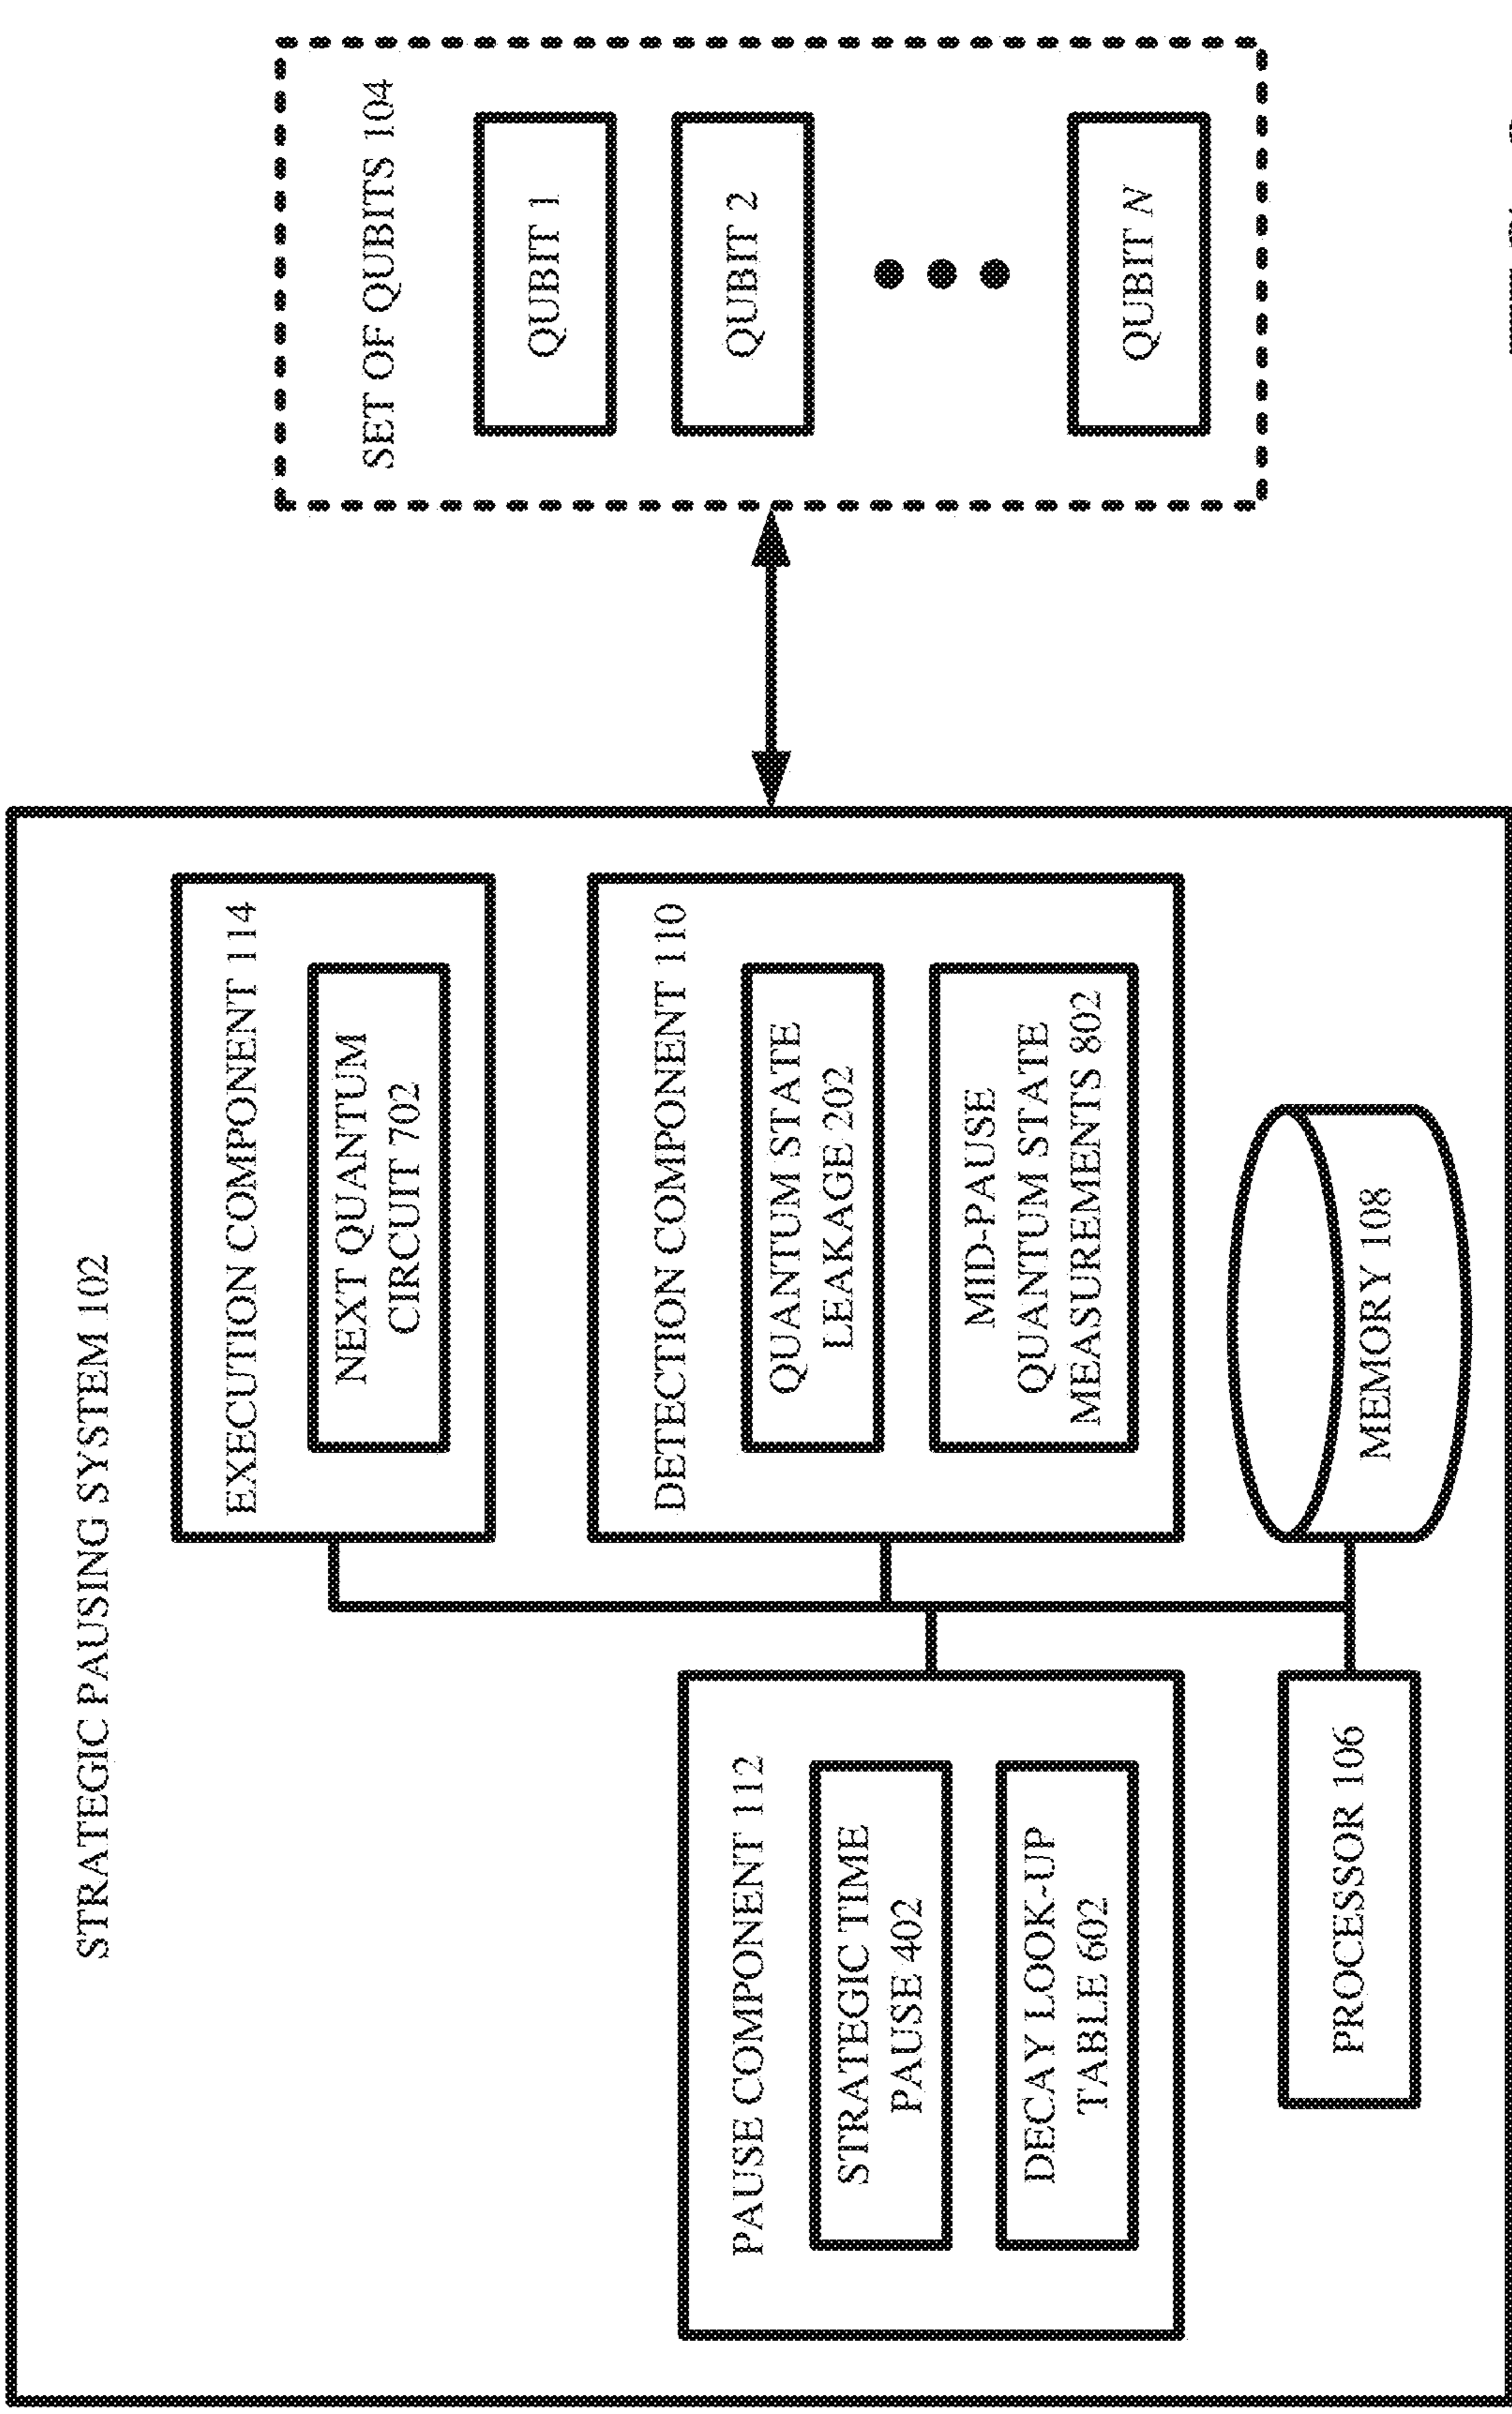 STRATEGIC PAUSING SYSTEM 102
EXECUTION COMPONENT 114
NEXT QUANTUM
CIRCUIT 702
PAUSE COMPONENT 112
STRATEGIC TIME
PAUSE 402
DECAY LOOK-UP
TABLE 602
DETECTION COMPONENT 110
QUANTUM STATE
LEAKAGE 202
MID-PAUSE
QUANTUM STATE
MEASUREMENTS 802
PROCESSOR 106
MEMORY 108
SET OF QUBITS 104
QUBIT 1
QUBIT 2
QUBIT N